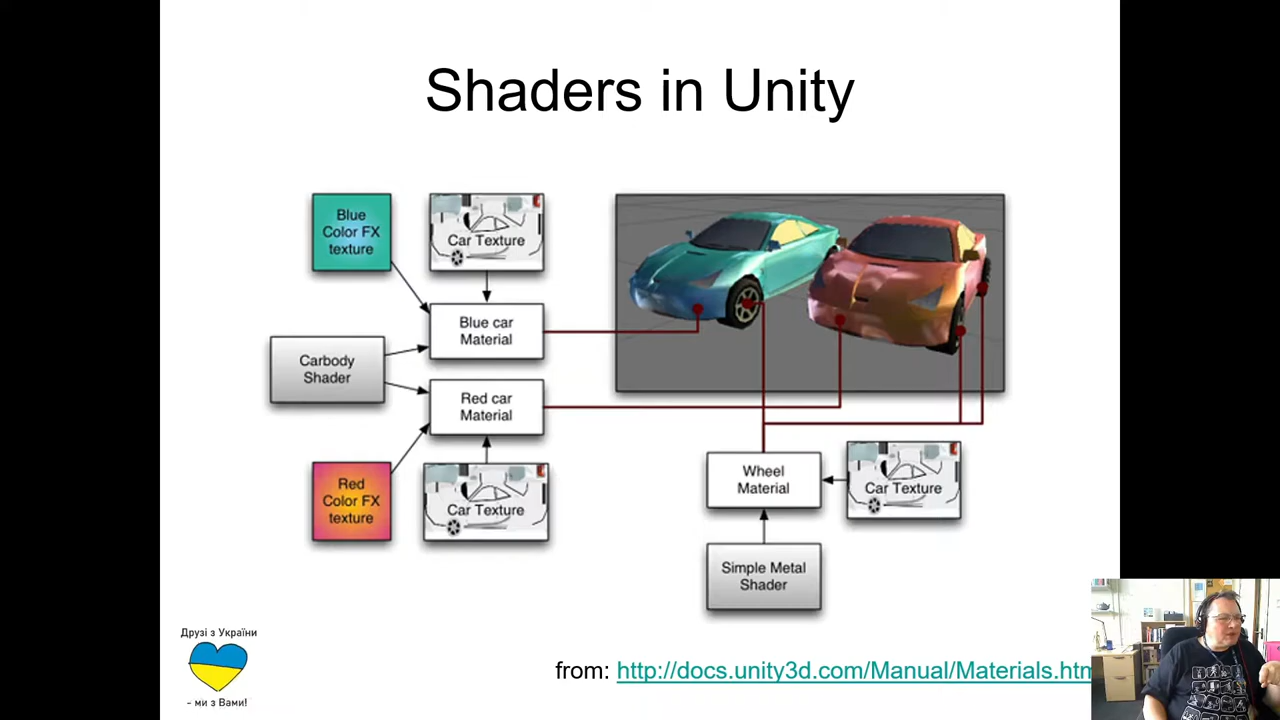 Shaders in Unity
Blue
Color FX
texture
Car Texture
Blue car
Material
Carbody
Shader
Red car
Material
Red
Color FX
texture
Car Texture
Wheel
Material
Car Texture
Simple Metal
Shader
Друзі з України
- ми з Вами!
from: http://docs.unity3d.com/Manual/Materials.htm